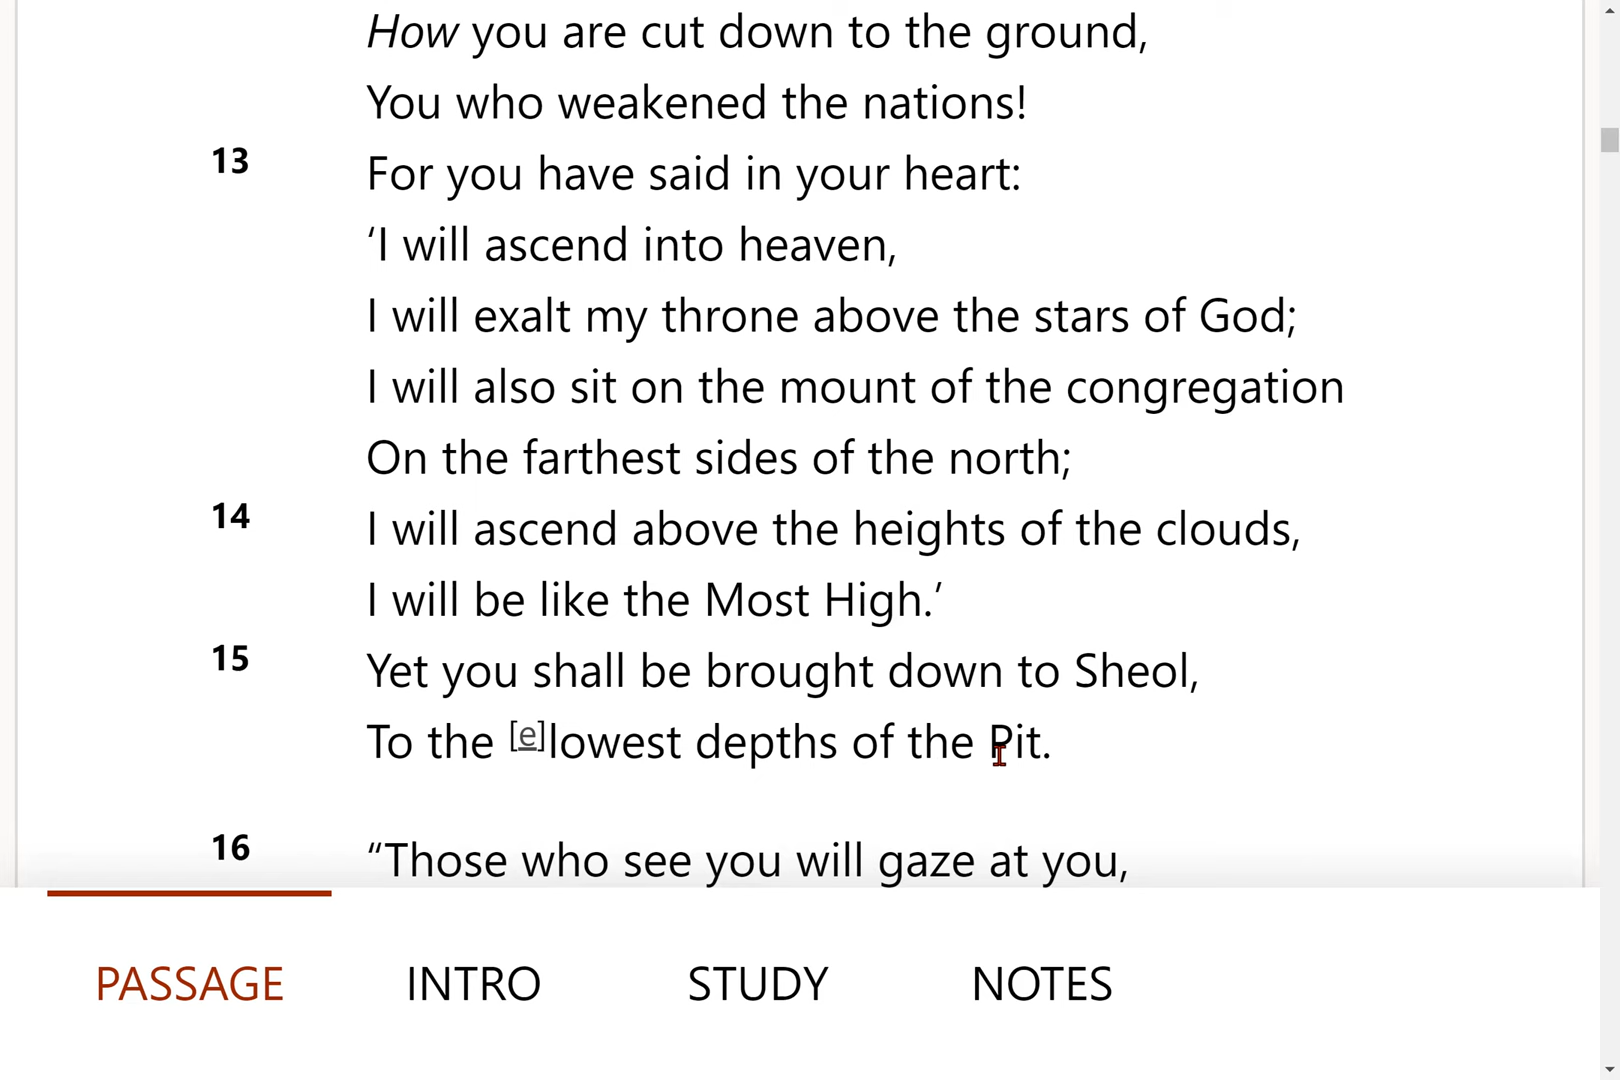 How you are cut down to the ground,
You who weakened the nations!
13 For you have said in your heart:
‘I will ascend into heaven,
I will exalt my throne above the stars of God;
I will also sit on the mount of the congregation
On the farthest sides of the north;
14 I will ascend above the heights of the clouds,
I will be like the Most High.’
15 Yet you shall be brought down to Sheol,
To the [e]lowest depths of the Pit.
16 “Those who see you will gaze at you,
PASSAGE INTRO STUDY NOTES